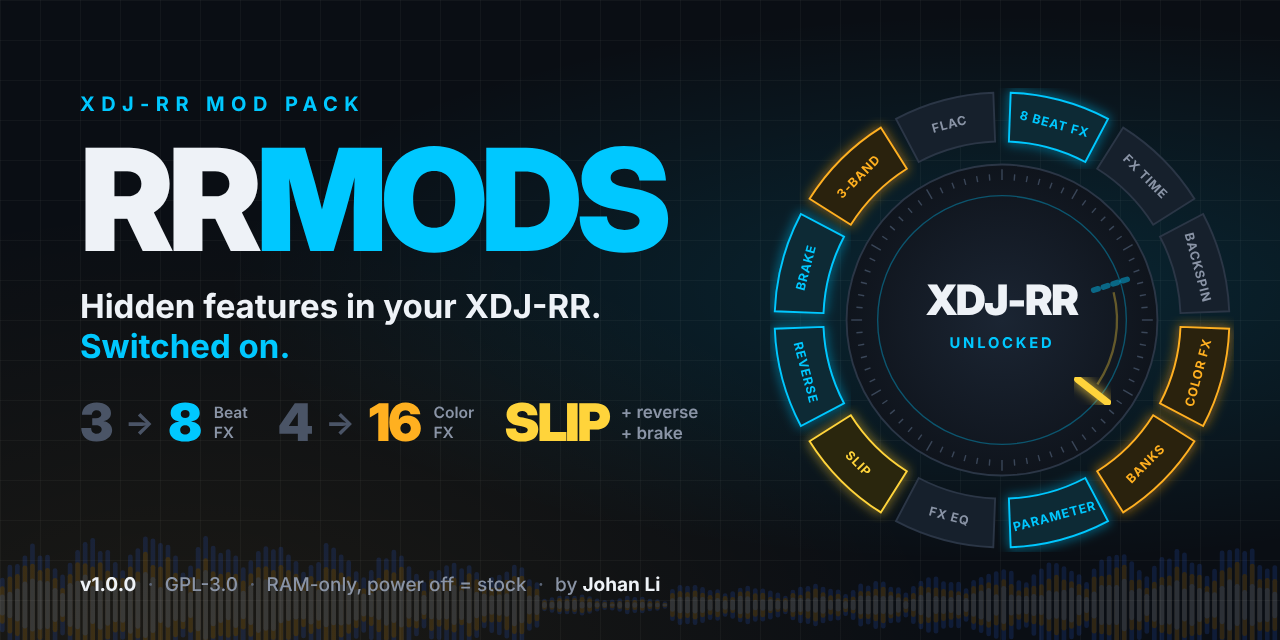 XDJ-RR MOD PACK
RRMODS
Hidden features in your XDJ-RR.
Switched on.
3 → 8 Beat FX
4 → 16 Color FX
SLIP + reverse + brake
v1.0.0 · GPL-3.0 · RAM-only, power off = stock · by Johan Li
8 BEAT FX
FX TIME
BACKSPIN
COLOR FX
BANKS
PARAMETER
FX EQ
SLIP
REVERSE
BRAKE
3-BAND
FLAC
XDJ-RR
UNLOCKED